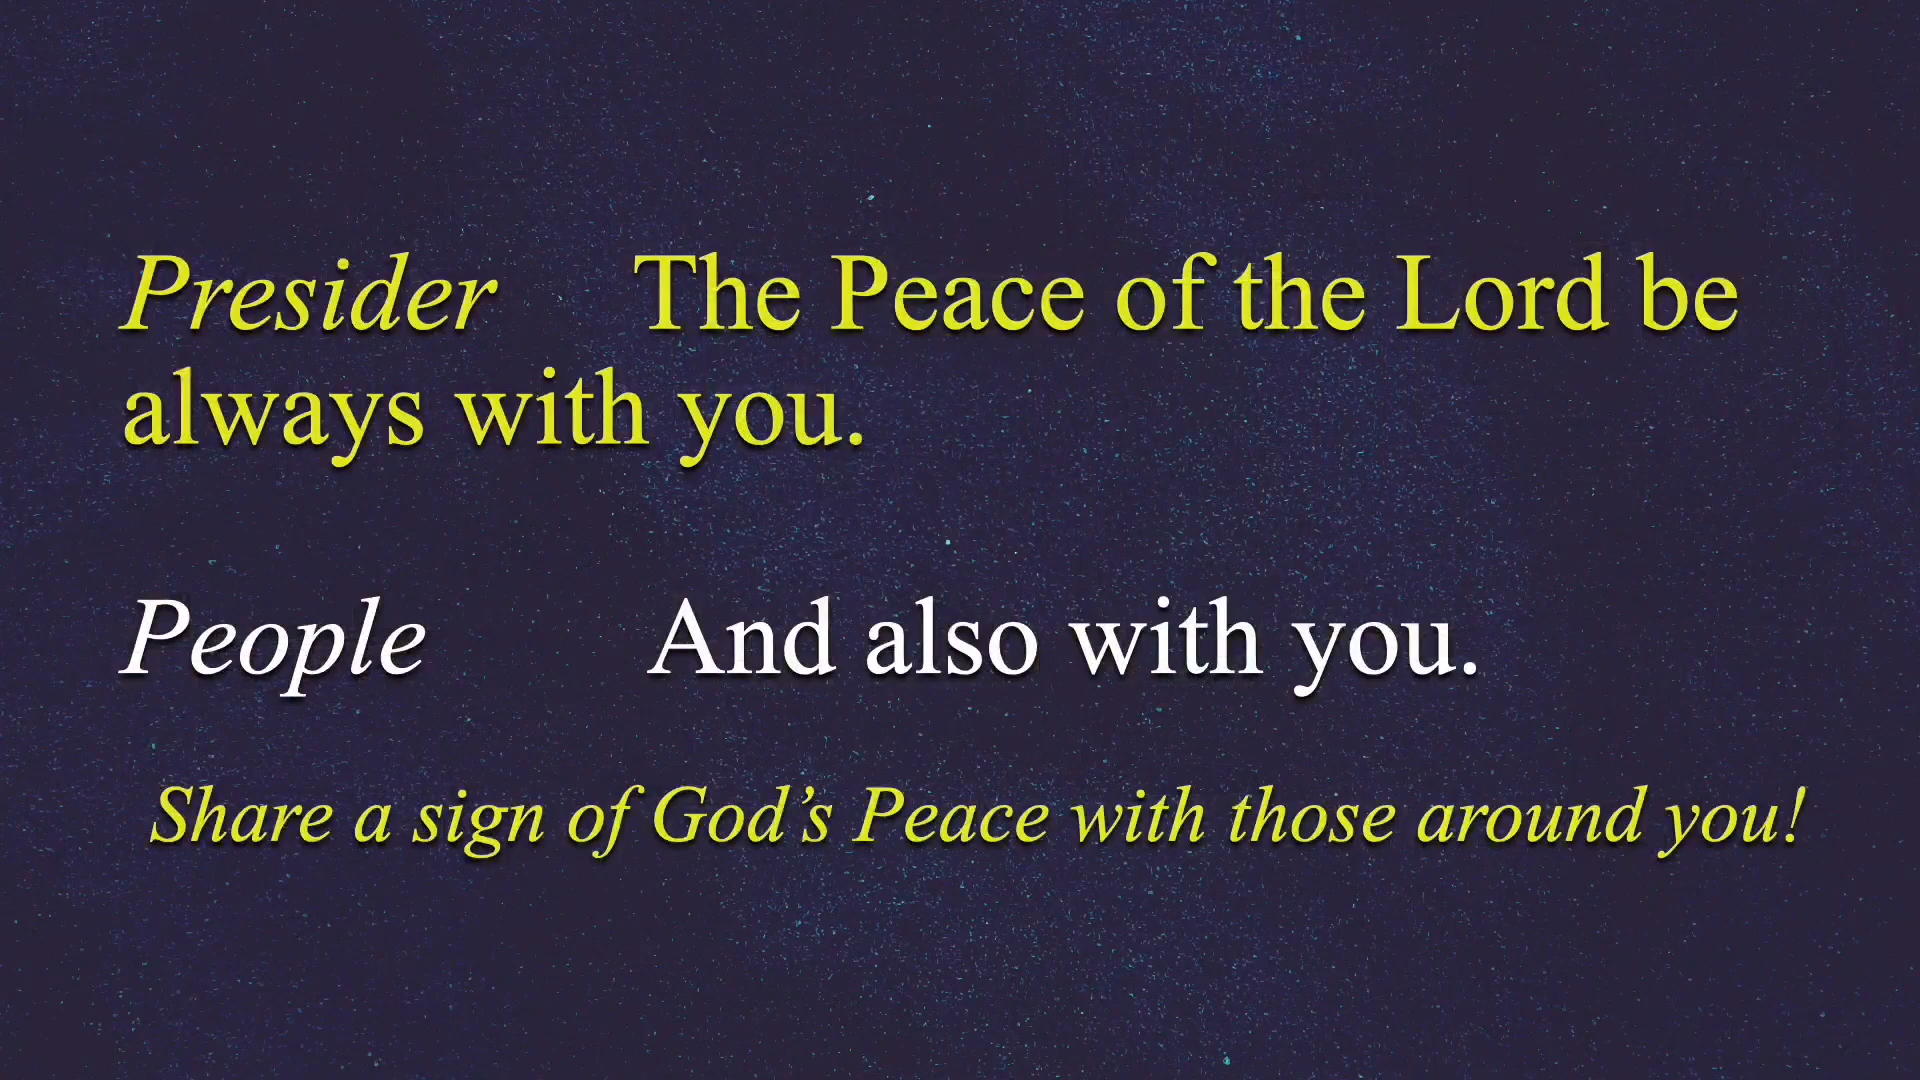 Presider The Peace of the Lord be
always with you.
People And also with you.
Share a sign of God’s Peace with those around you!